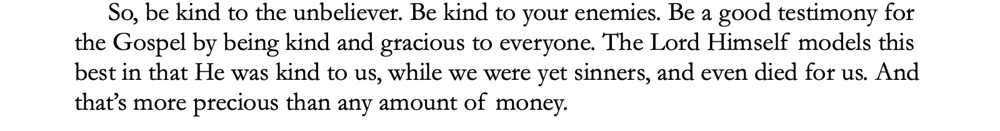 So, be kind to the unbeliever. Be kind to your enemies. Be a good testimony for
the Gospel by being kind and gracious to everyone. The Lord Himself models this
best in that He was kind to us, while we were yet sinners, and even died for us. And
that’s more precious than any amount of money.